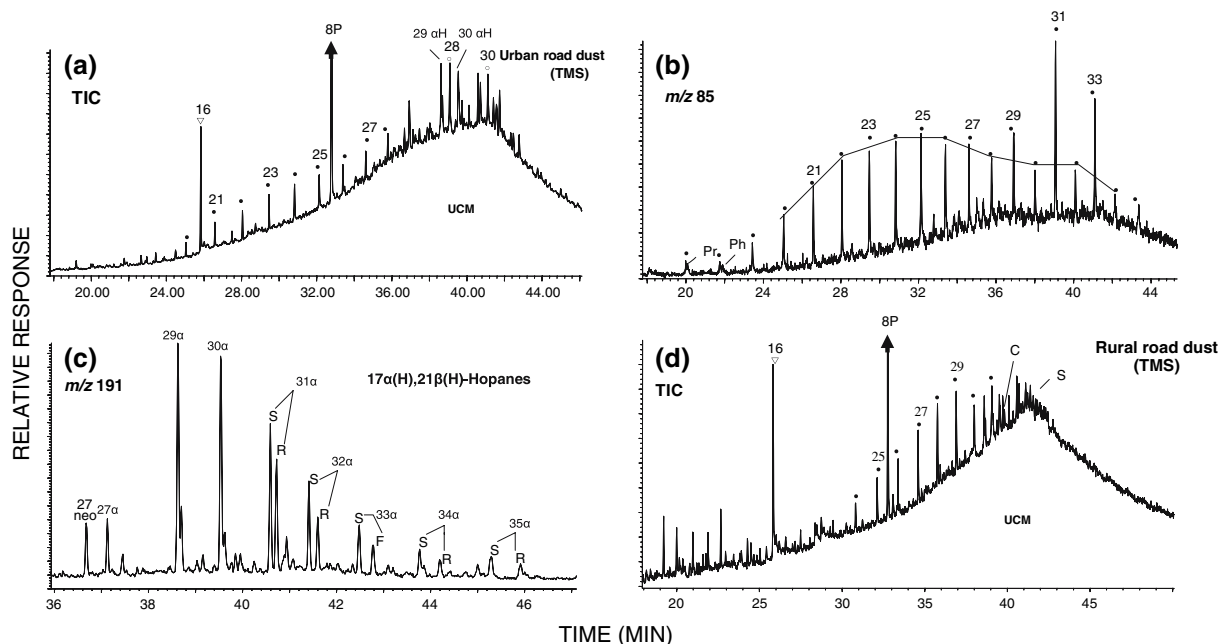 RELATIVE RESPONSE
(a)
TIC
8P
29 αH
28
30 αH
30
Urban road dust
(TMS)
16
21
23
25
27
UCM
20.00 24.00 28.00 32.00 36.00 40.00 44.00
(b)
m/z 85
31
33
21
23
25
27
29
Pr
Ph
20 24 28 32 36 40 44
(c)
m/z 191
29α
30α
17α(H),21β(H)-Hopanes
31α
S
R
32α
S
R
27
neo
27α
33α
S
F
34α
S
R
35α
S
R
36 38 40 42 44 46
(d)
TIC
8P
16
Rural road dust
(TMS)
C
S
29
27
25
UCM
20 25 30 35 40 45 50
TIME (MIN)